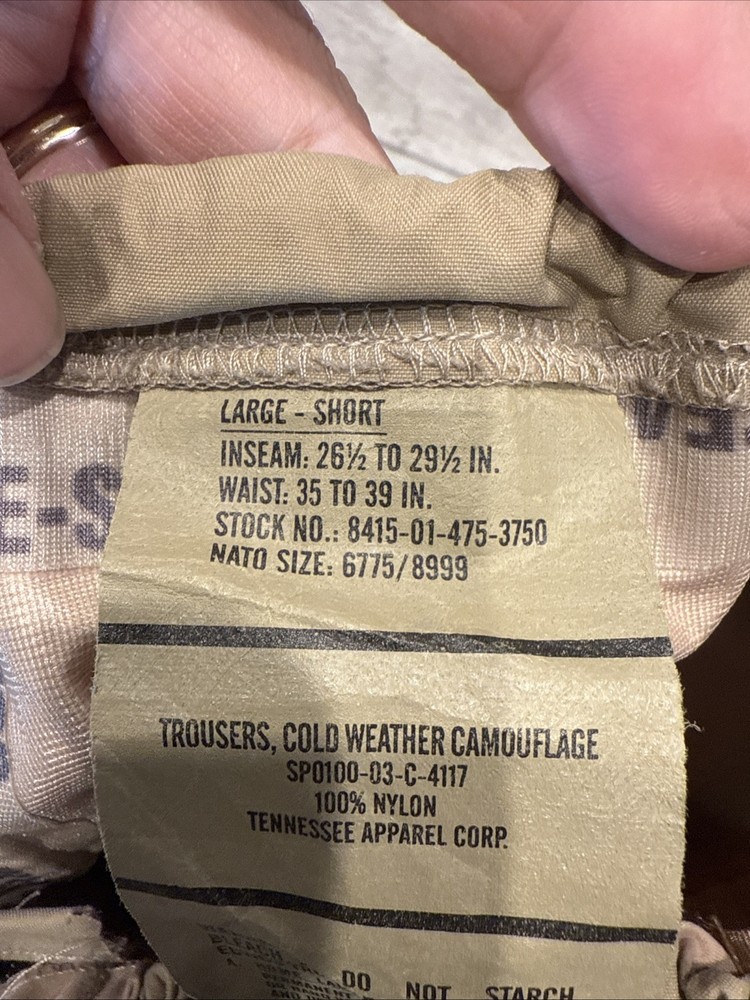 LARGE - SHORT
INSEAM: 26½ TO 29½ IN.
WAIST: 35 TO 39 IN.
STOCK NO.: 8415-01-475-3750
NATO SIZE: 6775/8999
E-S
TROUSERS, COLD WEATHER CAMOUFLAGE
SP0100-03-C-4117
100% NYLON
TENNESSEE APPAREL CORP.
BLEACH
DO NOT STARCH